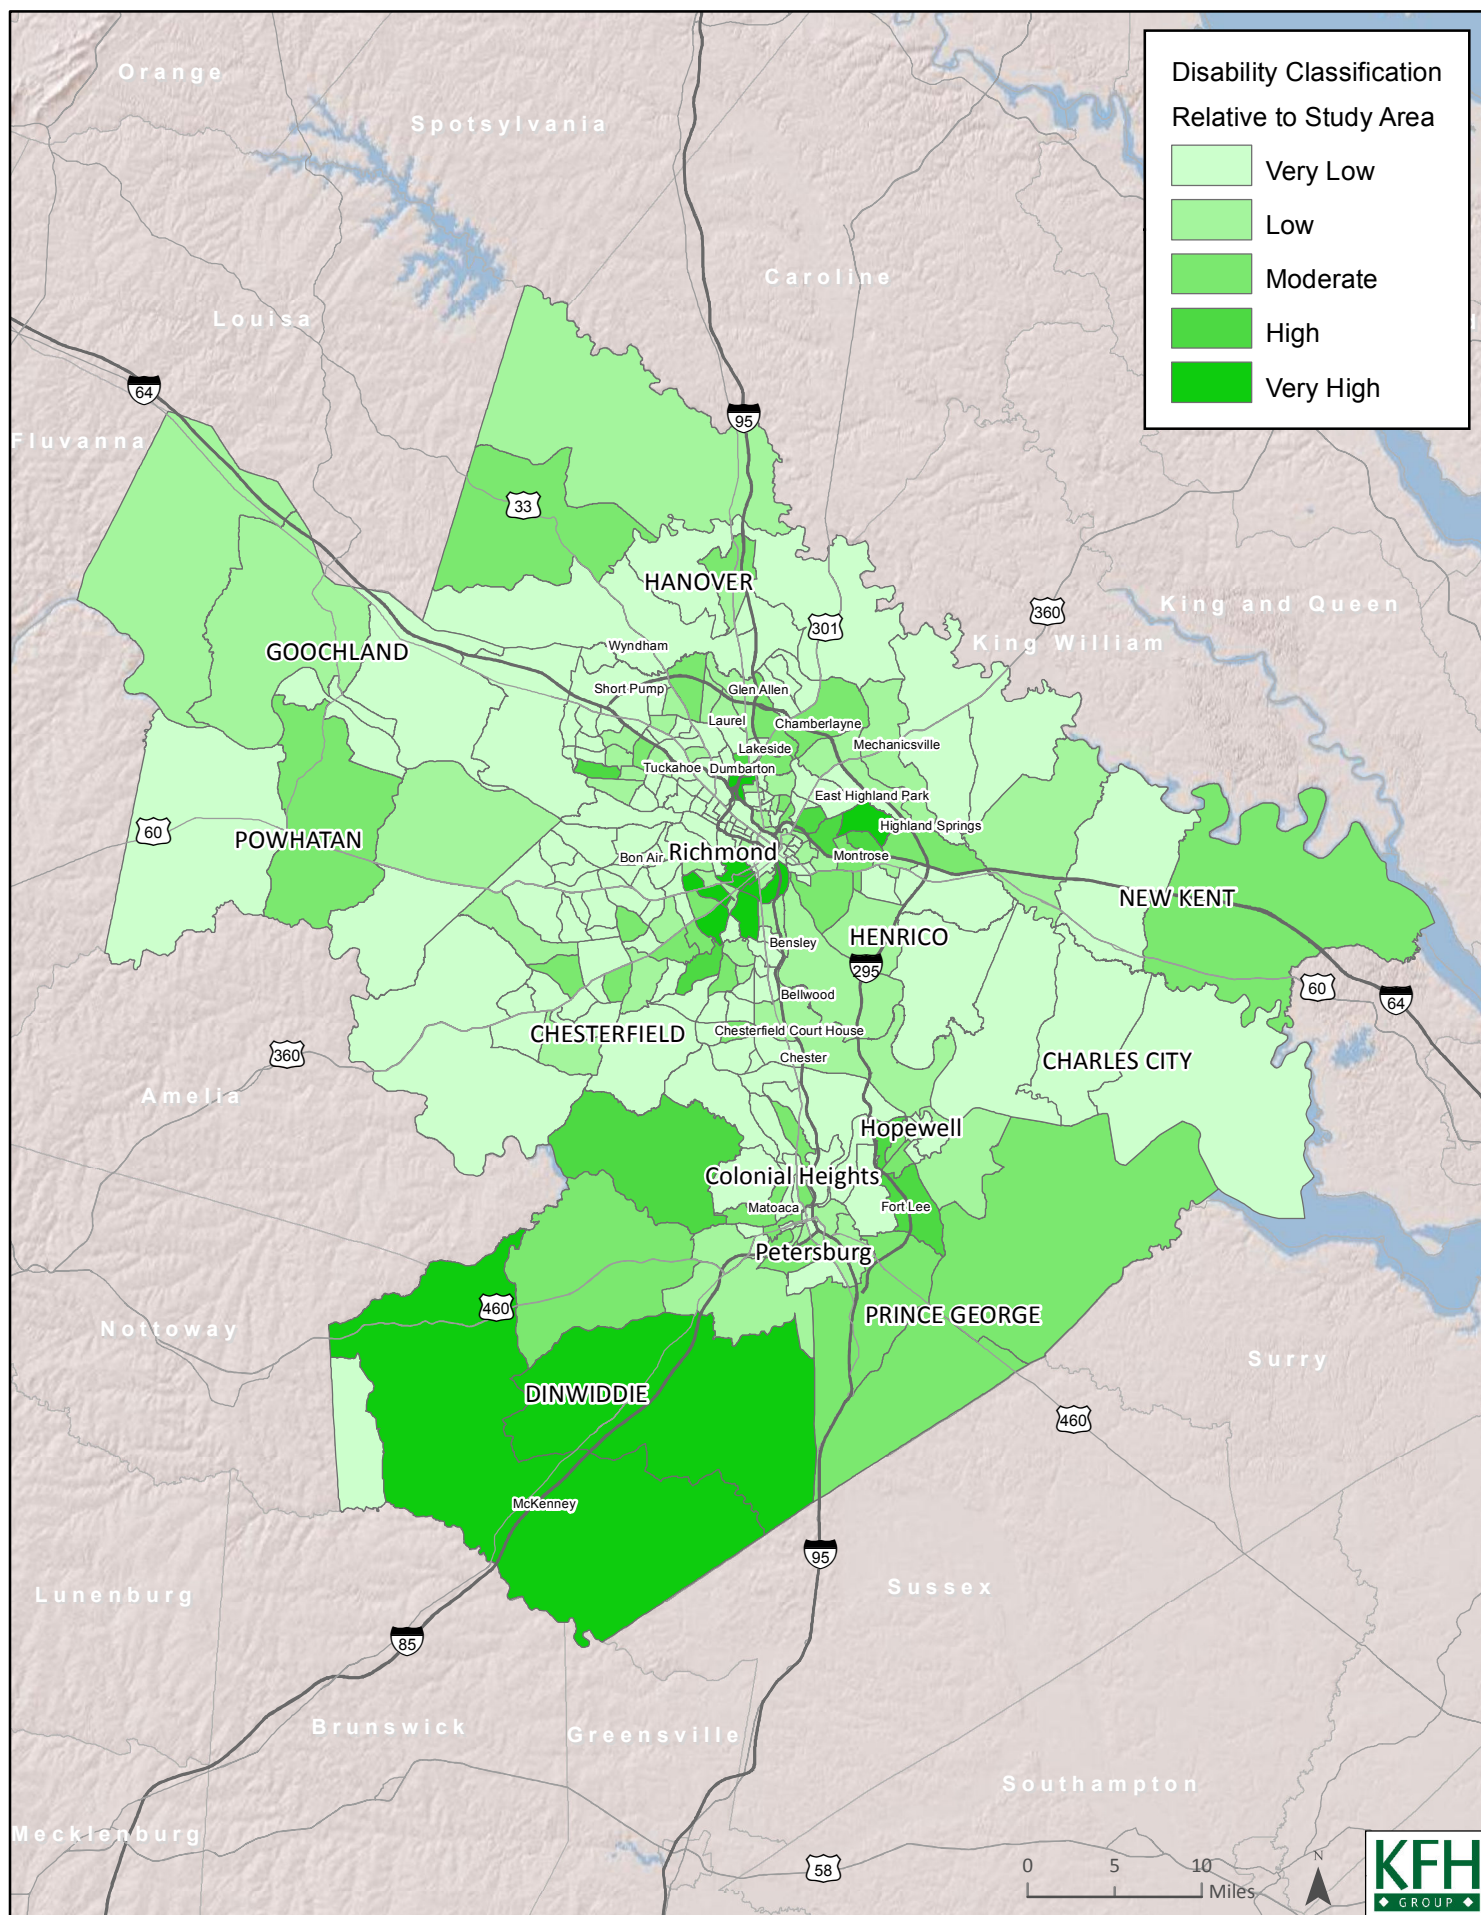 Disability Classification
Relative to Study Area
Very Low
Low
Moderate
High
Very High
Orange
Spotsylvania
Caroline
Louisa
64
95
Fluvanna
33
HANOVER
301
360
King and Queen
King William
GOOCHLAND
Wyndham
Short Pump
Glen Allen
Laurel
Chamberlayne
Lakeside
Mechanicsville
Tuckahoe
Dumbarton
East Highland Park
60
POWHATAN
Highland Springs
Bon Air
Richmond
Montrose
NEW KENT
Bensley
HENRICO
295
60
64
Bellwood
CHESTERFIELD
Chesterfield Court House
360
Chester
CHARLES CITY
Amelia
Hopewell
Colonial Heights
Matoaca
Fort Lee
Petersburg
460
PRINCE GEORGE
Nottoway
Surry
DINWIDDIE
460
McKenney
95
Lunenburg
Sussex
85
Brunswick
Greensville
Southampton
Mecklenburg
58
0 5 10
Miles
N
KFH
GROUP